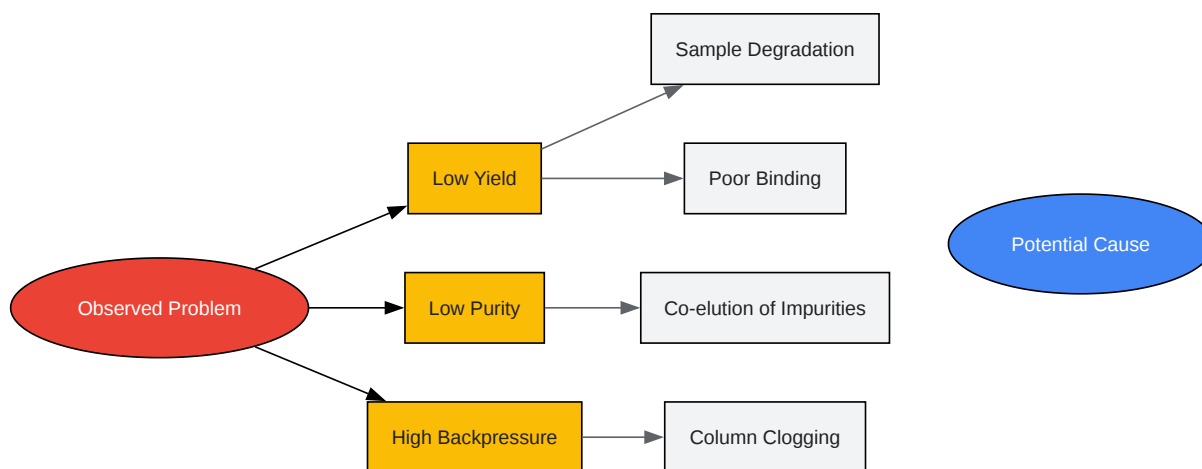 Sample Degradation
Low Yield
Poor Binding
Potential Cause
Observed Problem
Low Purity
Co-elution of Impurities
High Backpressure
Column Clogging